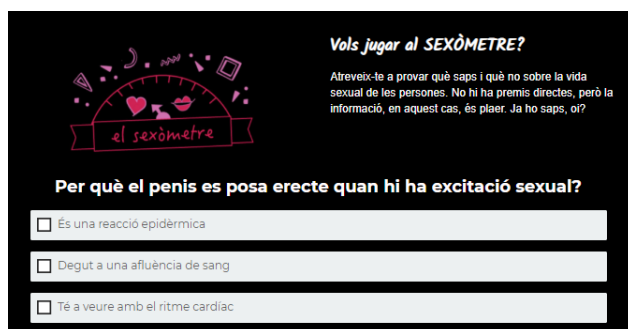 Vols jugar al SEXÒMETRE?
Atreveix-te a provar què saps i què no sobre la vida
sexual de les persones. No hi ha premis directes, però la
informació, en aquest cas, és plaer. Ja ho saps, oi?
el sexòmetre
Per què el penis es posa erecte quan hi ha excitació sexual?
És una reacció epidèrmica
Degut a una afluència de sang
Té a veure amb el ritme cardíac